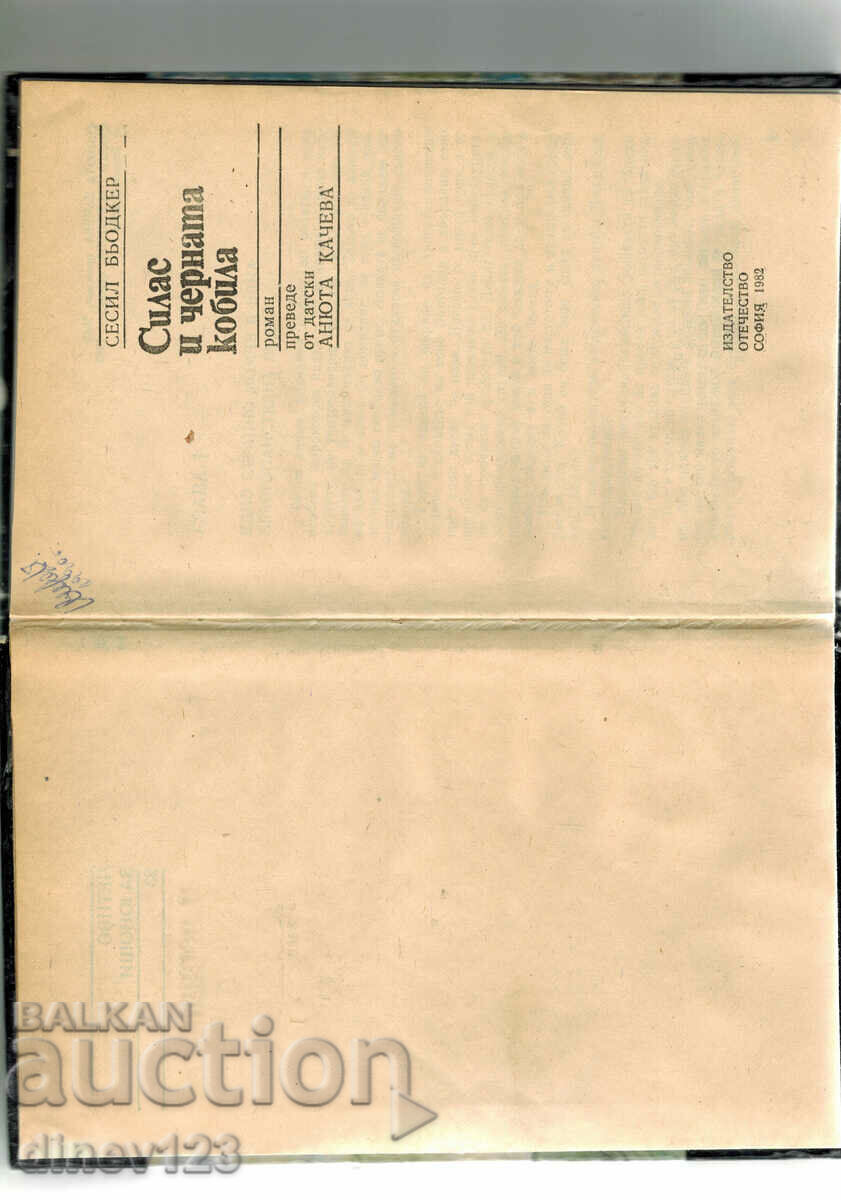 СЕСИЛ БЬОДКЕР
Силас
и черната
кобила
роман
преведе
от датски
АНЮТА КАЧЕВА
ИЗДАТЕЛСТВО
ОТЕЧЕСТВО
СОФИЯ 1982
BALKAN
auction
dinev123